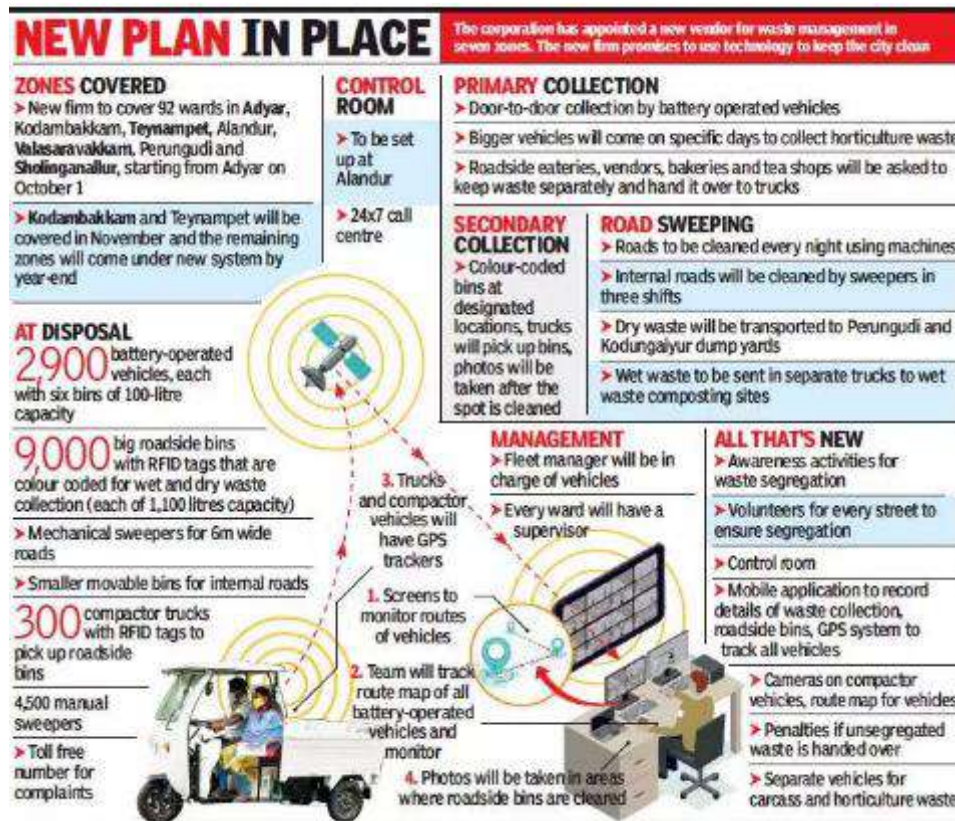 NEW PLAN IN PLACE
The corporation has appointed a new vendor for waste management in
seven zones. The new firm promises to use technology to keep the city clean
ZONES COVERED
➤ New firm to cover 92 wards in Adyar,
Kodambakkam, Teynampet, Alandur,
Valasaravakkam, Perungudi and
Sholinganallur, starting from Adyar on
October 1
➤ Kodambakkam and Teynampet will be
covered in November and the remaining
zones will come under new system by
year-end
CONTROL
ROOM
➤ To be set
up at
Alandur
➤ 24x7 call
centre
PRIMARY COLLECTION
➤ Door-to-door collection by battery operated vehicles
➤ Bigger vehicles will come on specific days to collect horticulture waste
➤ Roadside eateries, vendors, bakeries and tea shops will be asked to
keep waste separately and hand it over to trucks
SECONDARY
COLLECTION
➤ Colour-coded
bins at
designated
locations, trucks
will pick up bins,
photos will be
taken after the
spot is cleaned
ROAD SWEEPING
➤ Roads to be cleaned every night using machines
➤ Internal roads will be cleaned by sweepers in
three shifts
➤ Dry waste will be transported to Perungudi and
Kodungaiyur dump yards
➤ Wet waste to be sent in separate trucks to wet
waste composting sites
AT DISPOSAL
2,900 battery-operated
vehicles, each
with six bins of 100-litre
capacity
9,000 big roadside bins
with RFID tags that are
colour coded for wet and dry waste
collection (each of 1,100 litres capacity)
➤ Mechanical sweepers for 6m wide
roads
➤ Smaller movable bins for internal roads
300 compactor trucks
with RFID tags to
pick up roadside
bins
4,500 manual
sweepers
➤ Toll free
number for
complaints
3. Trucks
and compactor
vehicles will
have GPS
trackers
1. Screens to
monitor routes
of vehicles
2. Team will track
route map of all
battery-operated
vehicles and
monitor
4. Photos will be taken in areas
where roadside bins are cleared
MANAGEMENT
➤ Fleet manager will be in
charge of vehicles
➤ Every ward will have a
supervisor
ALL THAT'S NEW
➤ Awareness activities for
waste segregation
➤ Volunteers for every street to
ensure segregation
➤ Control room
➤ Mobile application to record
details of waste collection,
roadside bins, GPS system to
track all vehicles
➤ Cameras on compactor
vehicles, route map for vehicles
➤ Penalties if unsegregated
waste is handed over
➤ Separate vehicles for
carcass and horticulture waste